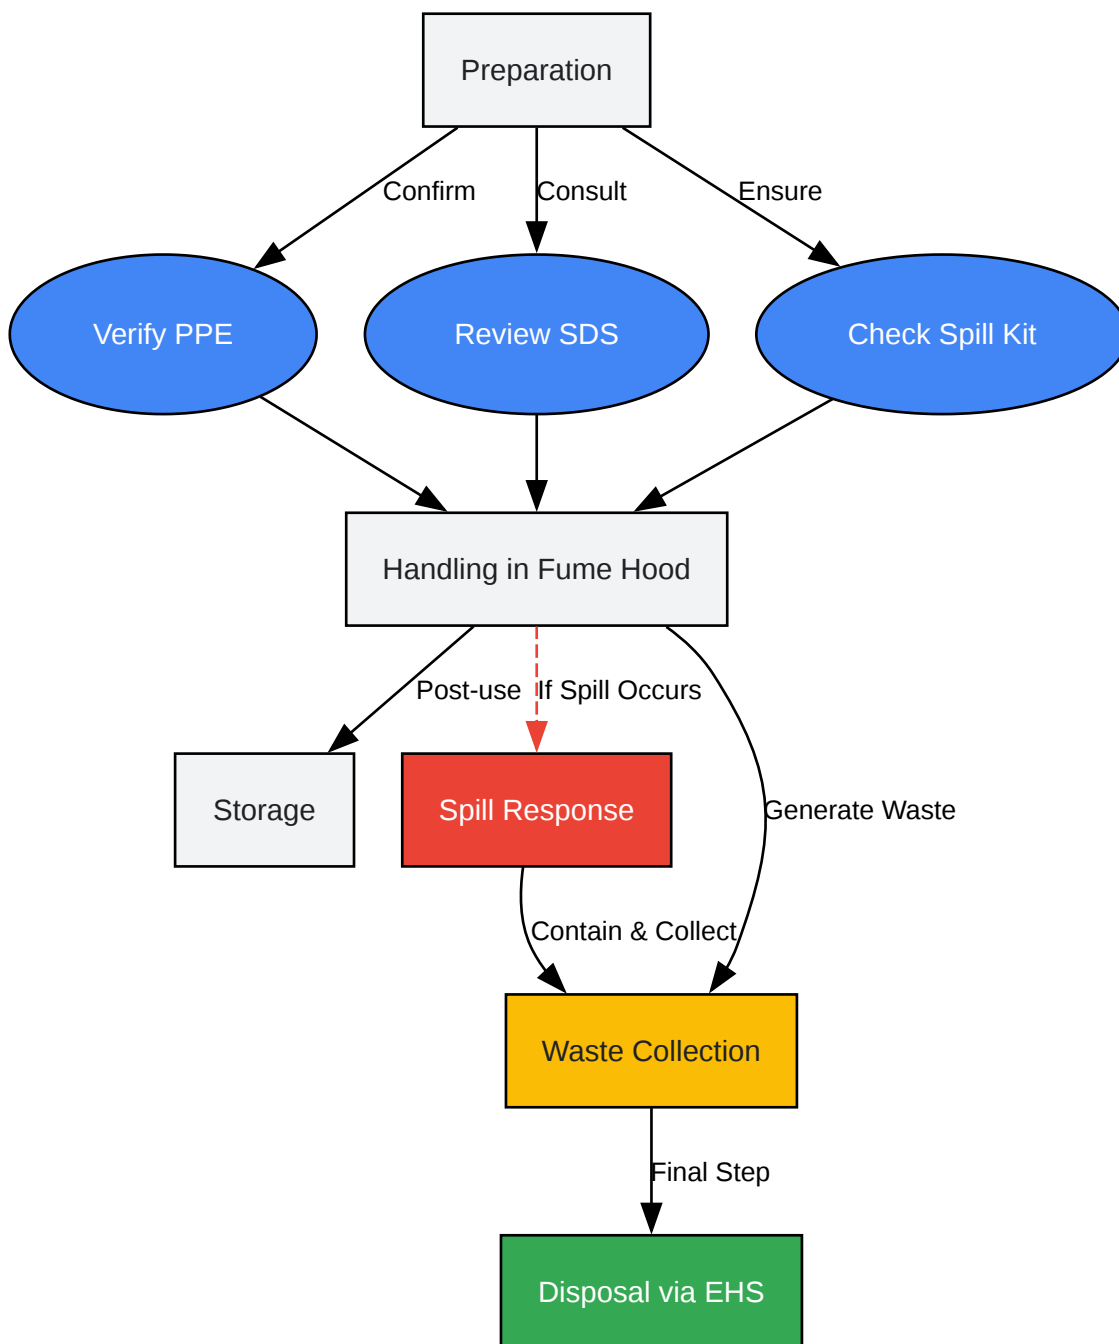 Preparation
Confirm
Consult
Ensure
Verify PPE
Review SDS
Check Spill Kit
Handling in Fume Hood
Post-use
If Spill Occurs
Storage
Spill Response
Generate Waste
Contain & Collect
Waste Collection
Final Step
Disposal via EHS